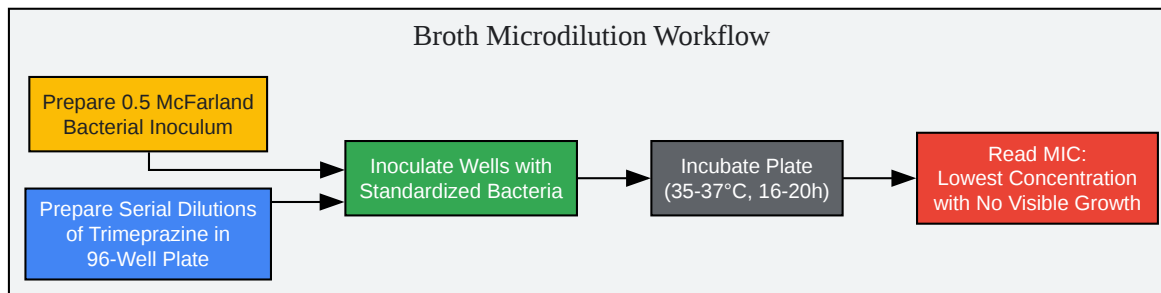 Broth Microdilution Workflow
Prepare 0.5 McFarland
Bacterial Inoculum
Prepare Serial Dilutions
of Trimeprazine in
96-Well Plate
Inoculate Wells with
Standardized Bacteria
Incubate Plate
(35-37°C, 16-20h)
Read MIC:
Lowest Concentration
with No Visible Growth